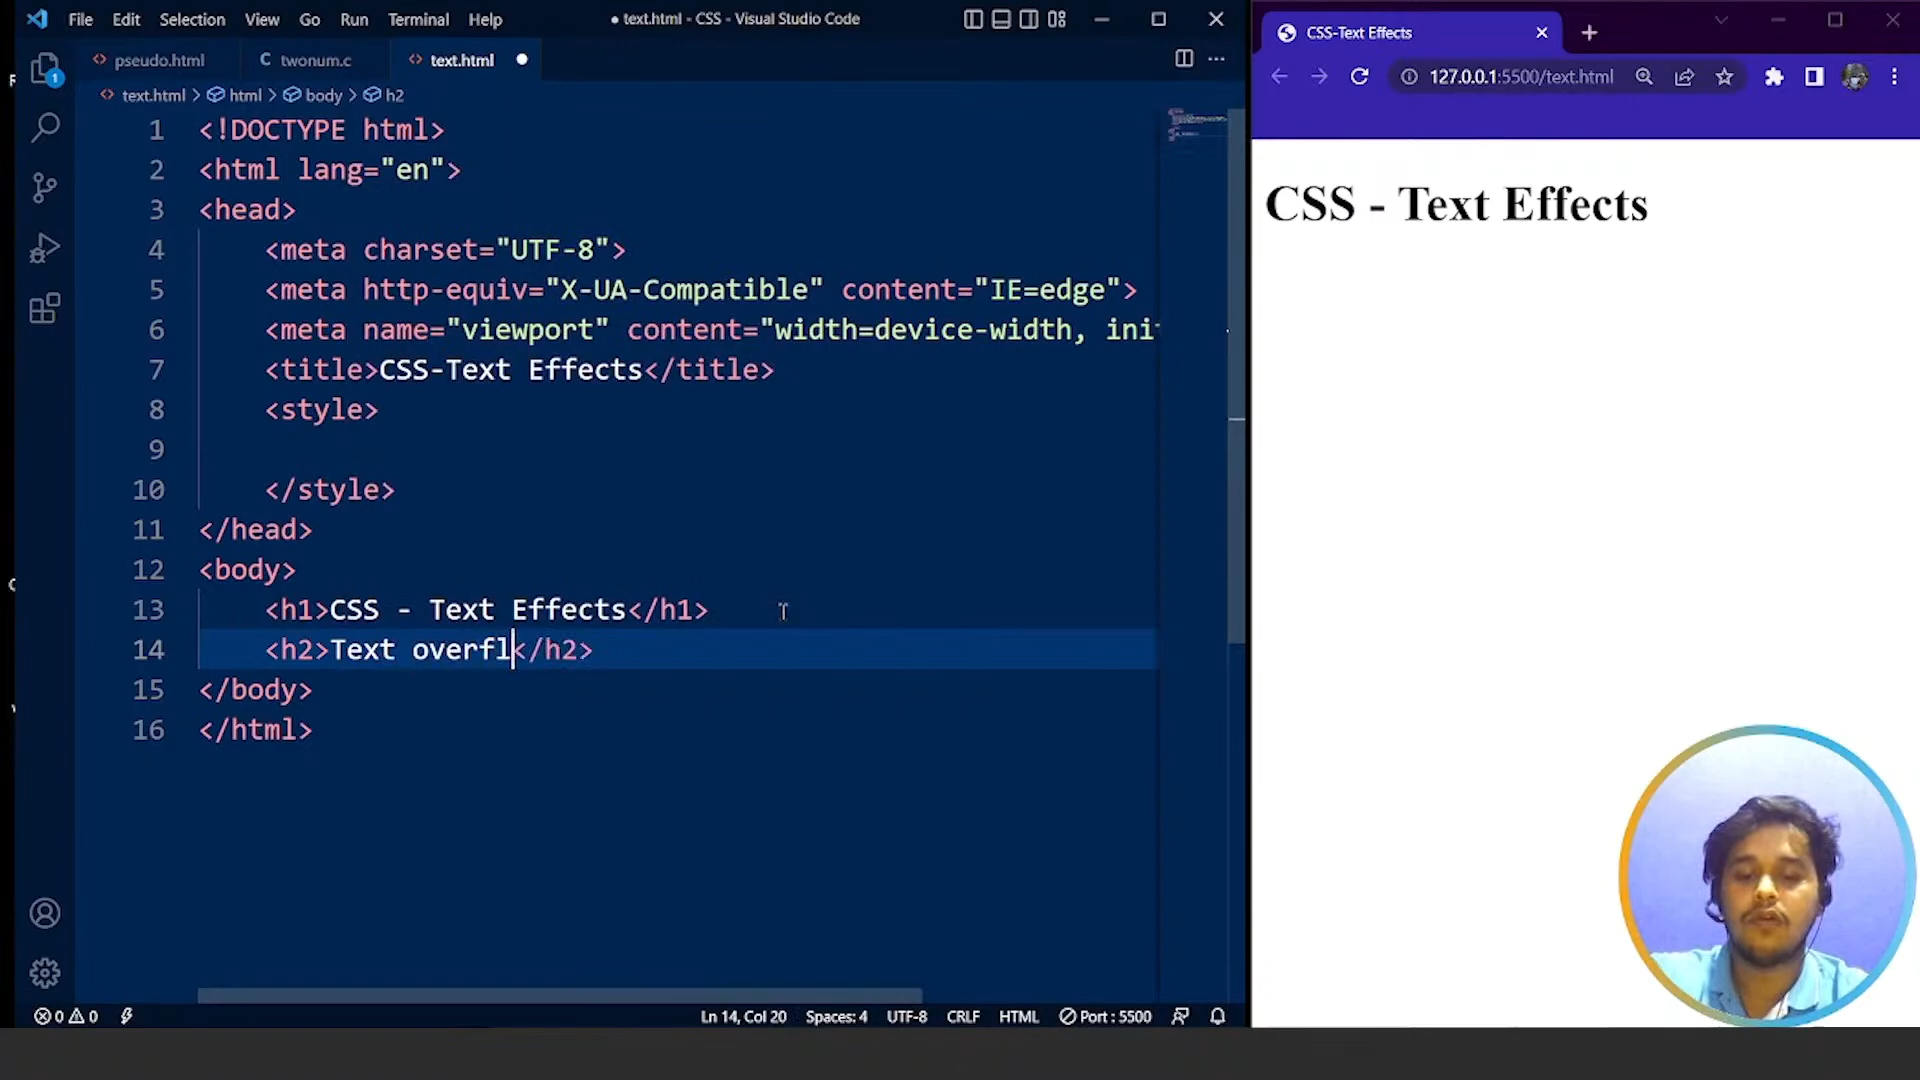 File Edit Selection View Go Run Terminal Help
● text.html - CSS - Visual Studio Code
pseudo.html
C twonum.c
text.html
text.html > html > body > h2
1 <!DOCTYPE html>
2 <html lang="en">
3 <head>
4 <meta charset="UTF-8">
5 <meta http-equiv="X-UA-Compatible" content="IE=edge">
6 <meta name="viewport" content="width=device-width, ini
7 <title>CSS-Text Effects</title>
8 <style>
9
10 </style>
11 </head>
12 <body>
13 <h1>CSS - Text Effects</h1>
14 <h2>Text overfl</h2>
15 </body>
16 </html>
1
0 0
Ln 14, Col 20 Spaces: 4 UTF-8 CRLF HTML Port : 5500
CSS-Text Effects
127.0.0.1:5500/text.html
CSS - Text Effects